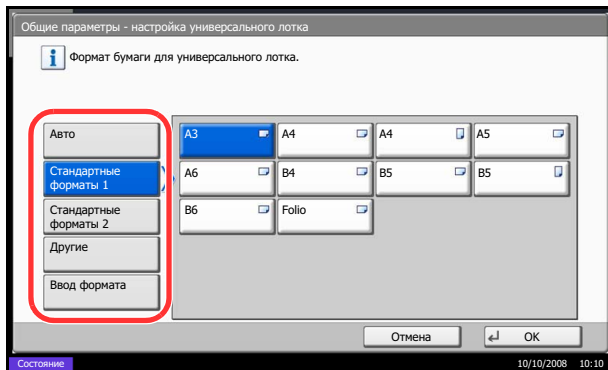 Общие параметры - настройка универсального лотка
Формат бумаги для универсального лотка.
Авто
Стандартные
форматы 1
Стандартные
форматы 2
Другие
Ввод формата
A3
A4
A4
A5
A6
B4
B5
B5
B6
Folio
Отмена
OK
Состояние
10/10/2008 10:10